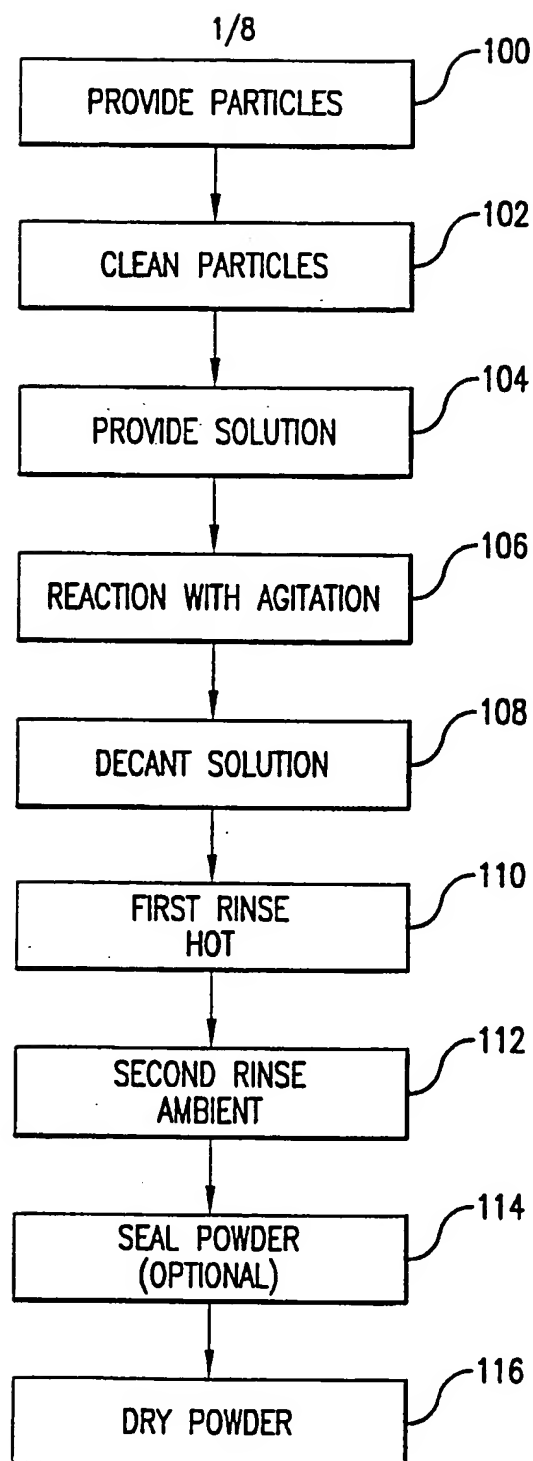 1/8
100
PROVIDE PARTICLES
102
CLEAN PARTICLES
104
PROVIDE SOLUTION
106
REACTION WITH AGITATION
108
DECANT SOLUTION
110
FIRST RINSE
HOT
112
SECOND RINSE
AMBIENT
114
SEAL POWDER
(OPTIONAL)
116
DRY POWDER